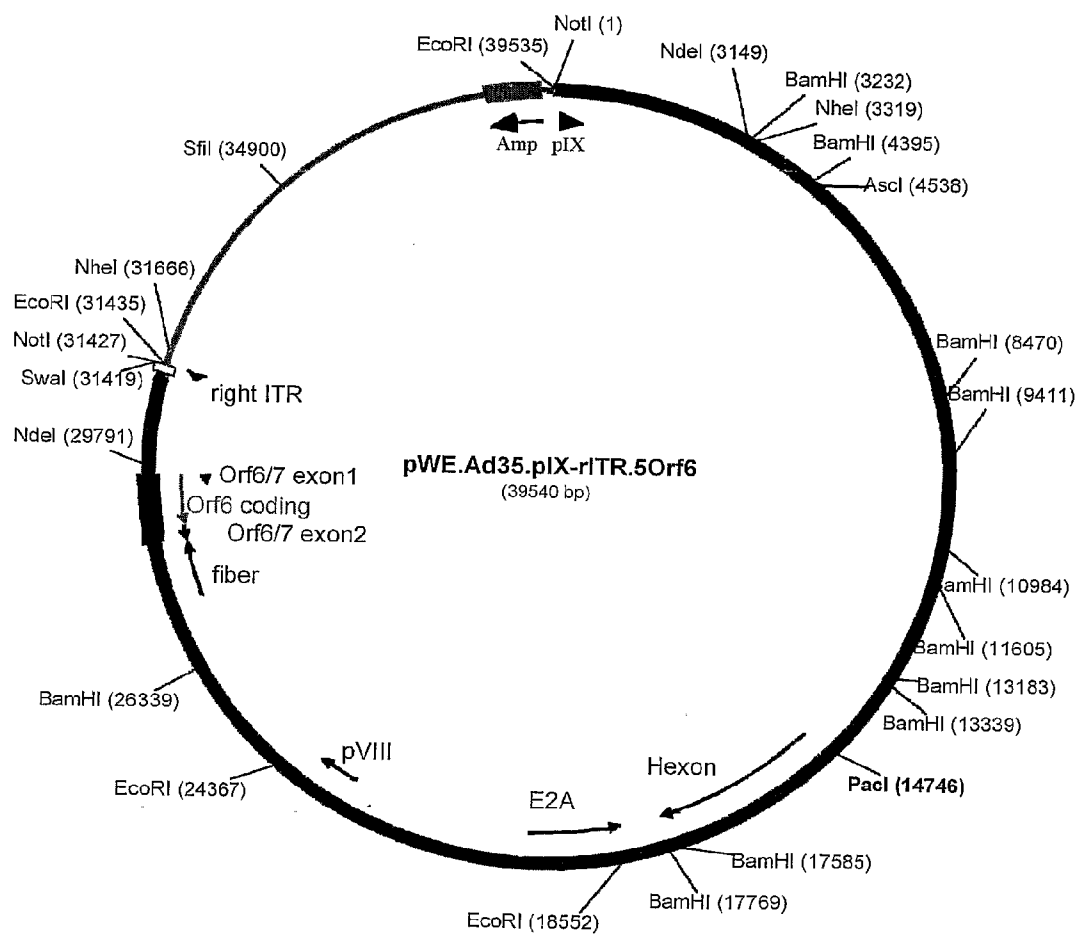 NotI (1)
EcoRI (39535)
NdeI (3149)
BamHI (3232)
NheI (3319)
BamHI (4395)
AscI (4538)
Amp
pIX
SfiI (34900)
NheI (31666)
EcoRI (31435)
NotI (31427)
SwaI (31419)
right ITR
BamHI (8470)
BamHI (9411)
NdeI (29791)
pWE.Ad35.pIX-rITR.5Orf6
(39540 bp)
Orf6/7 exon1
Orf6 coding
Orf6/7 exon2
fiber
amHI (10984)
BamHI (11605)
BamHI (13183)
BamHI (13339)
BamHI (26339)
PacI (14746)
Hexon
pVIII
EcoRI (24367)
E2A
BamHI (17585)
BamHI (17769)
EcoRI (18552)